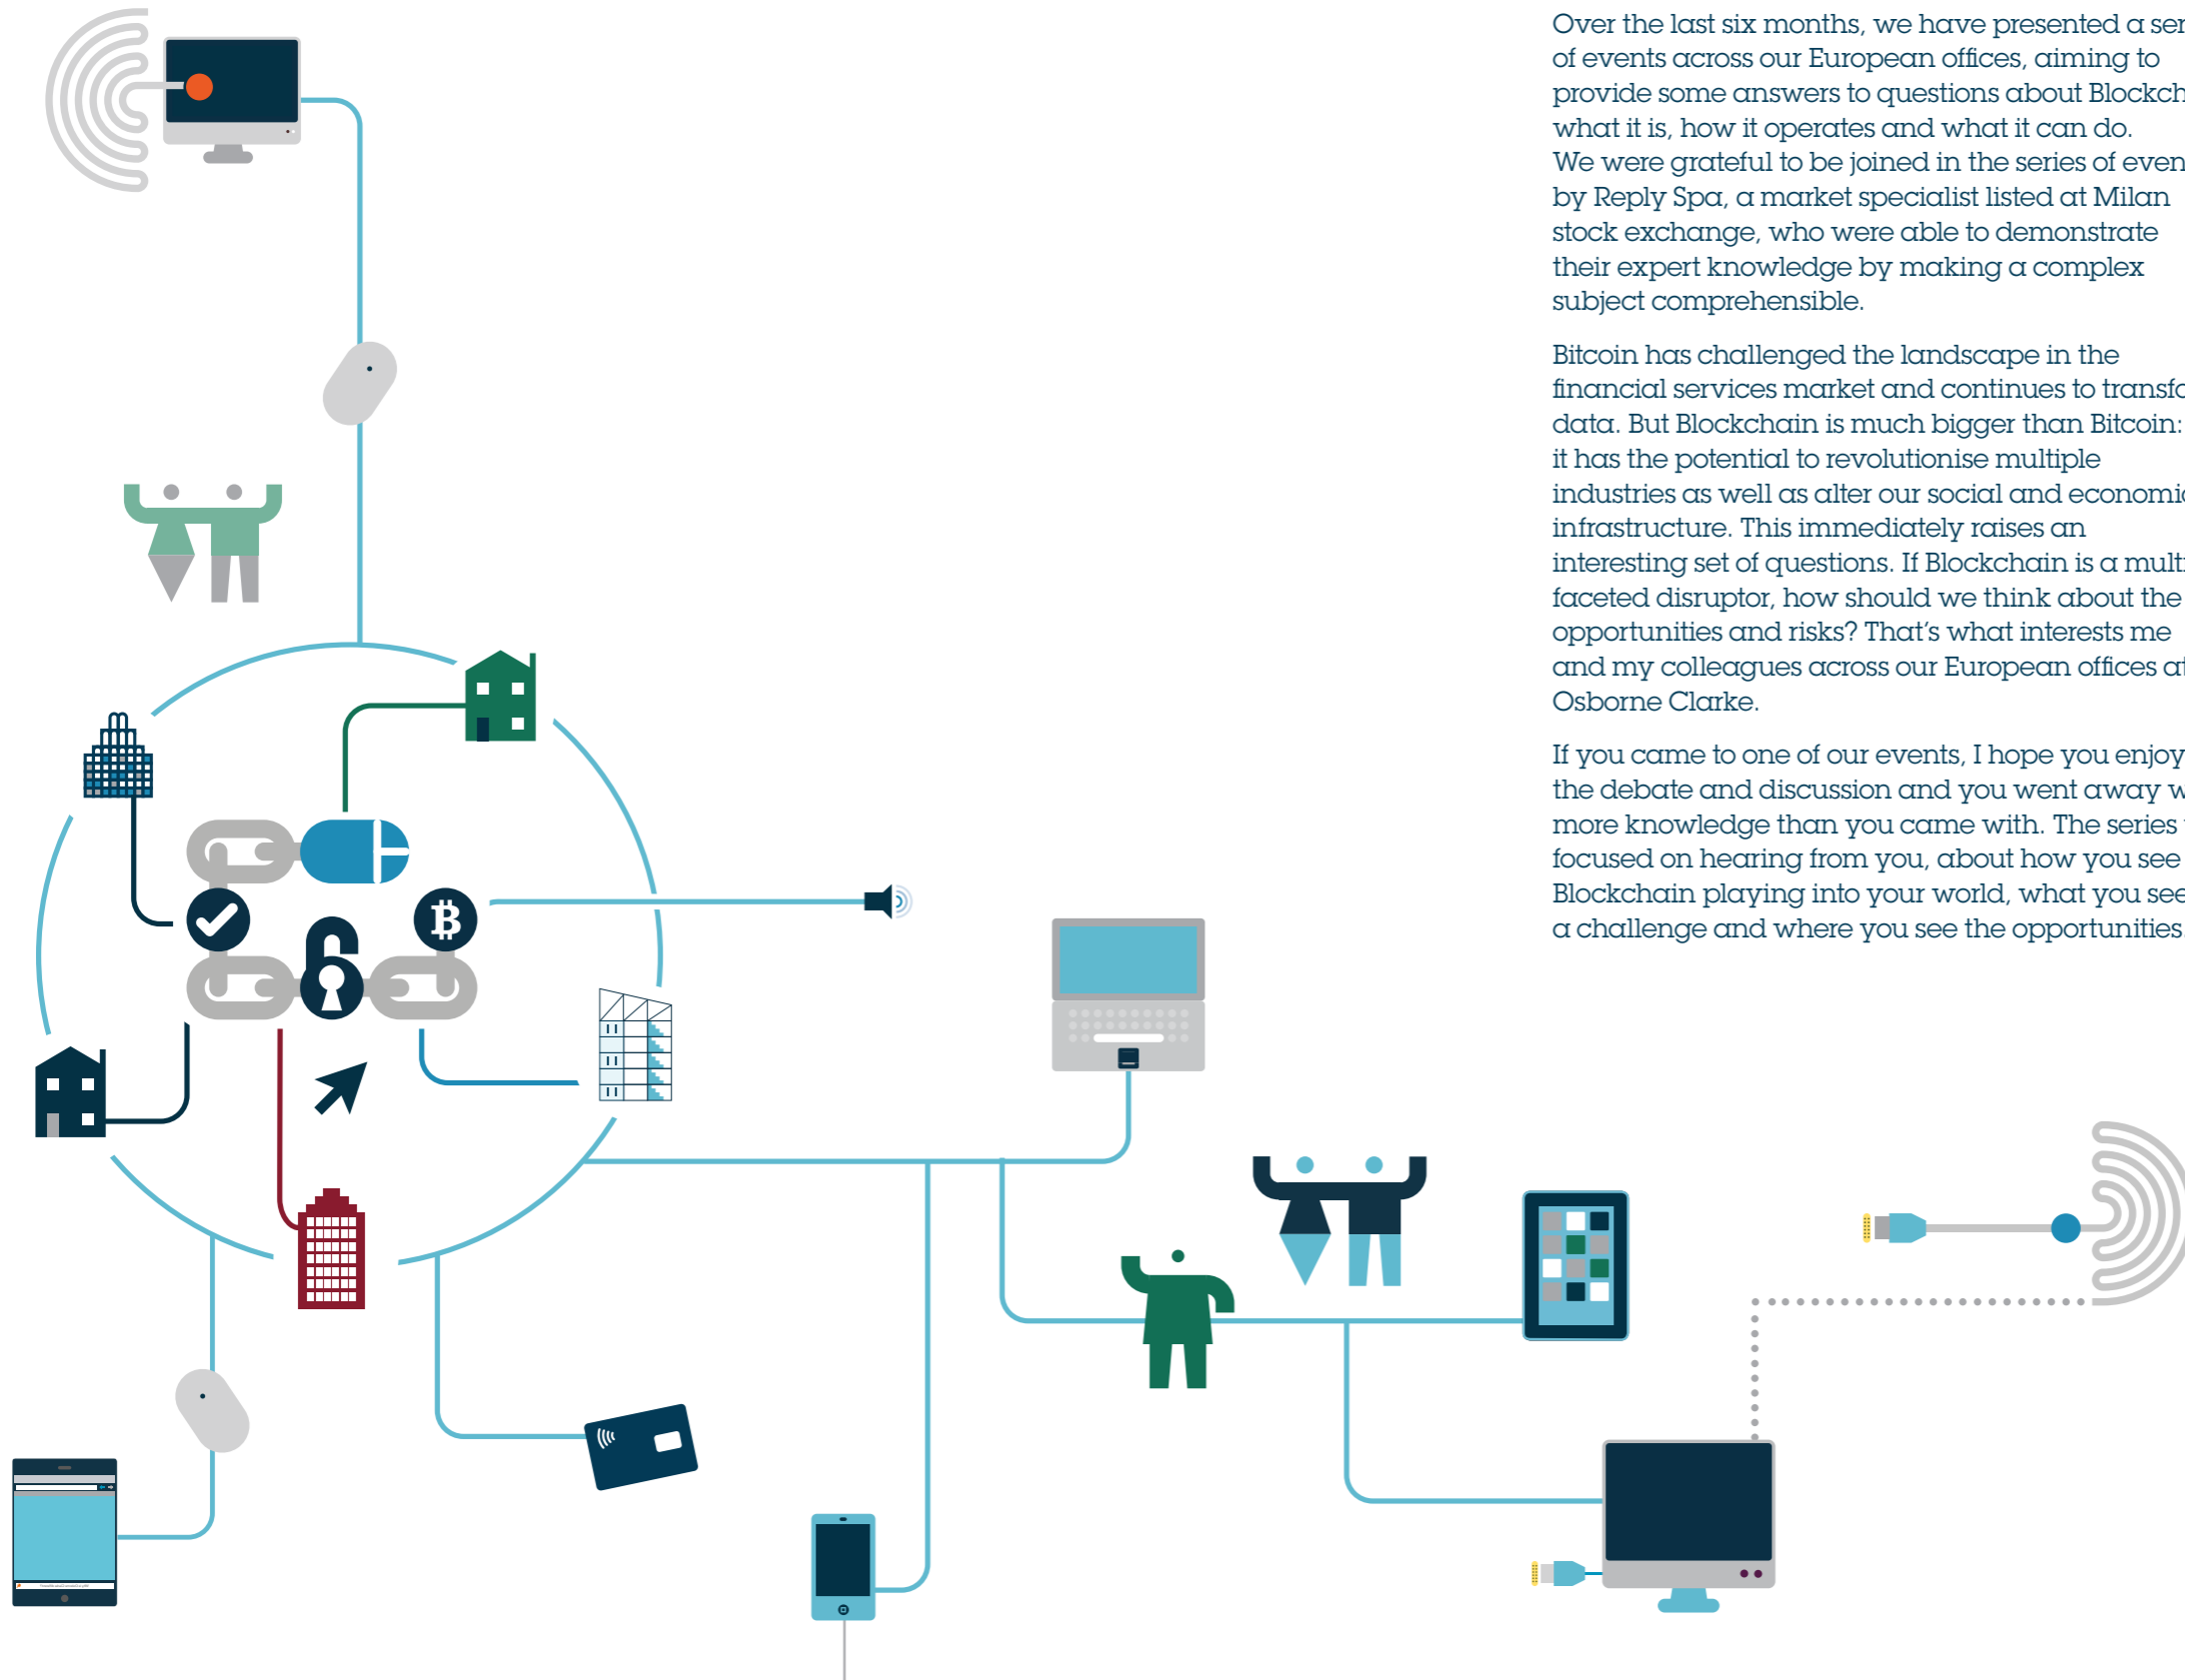 Over the last six months, we have presented a ser
of events across our European offices, aiming to
provide some answers to questions about Blockch
what it is, how it operates and what it can do.
We were grateful to be joined in the series of even
by Reply Spa, a market specialist listed at Milan
stock exchange, who were able to demonstrate
their expert knowledge by making a complex
subject comprehensible.
Bitcoin has challenged the landscape in the
financial services market and continues to transfo
data. But Blockchain is much bigger than Bitcoin:
it has the potential to revolutionise multiple
industries as well as alter our social and economic
infrastructure. This immediately raises an
interesting set of questions. If Blockchain is a multi
faceted disruptor, how should we think about the
opportunities and risks? That's what interests me
and my colleagues across our European offices at
Osborne Clarke.
If you came to one of our events, I hope you enjoy
the debate and discussion and you went away w
more knowledge than you came with. The series
focused on hearing from you, about how you see
Blockchain playing into your world, what you see
a challenge and where you see the opportunities.